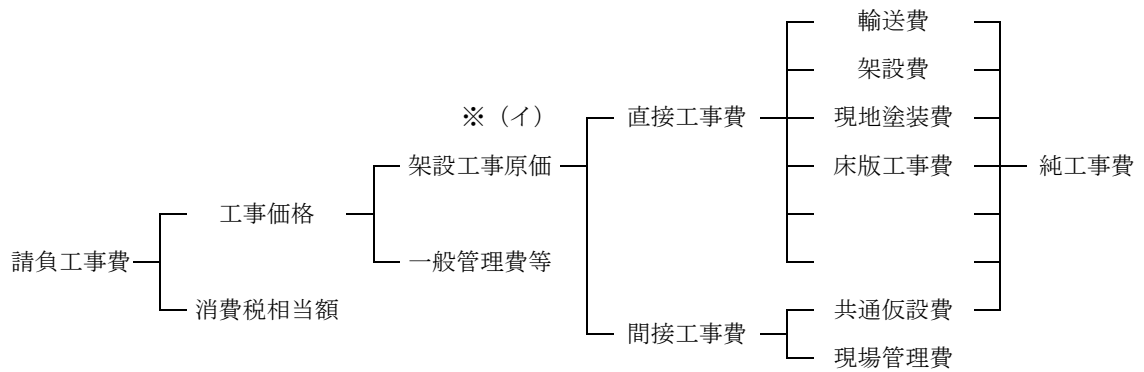 輸送費
架設費
※（イ）
直接工事費
現地塗装費
架設工事原価
床版工事費
純工事費
工事価格
請負工事費
一般管理費等
消費税相当額
共通仮設費
間接工事費
現場管理費